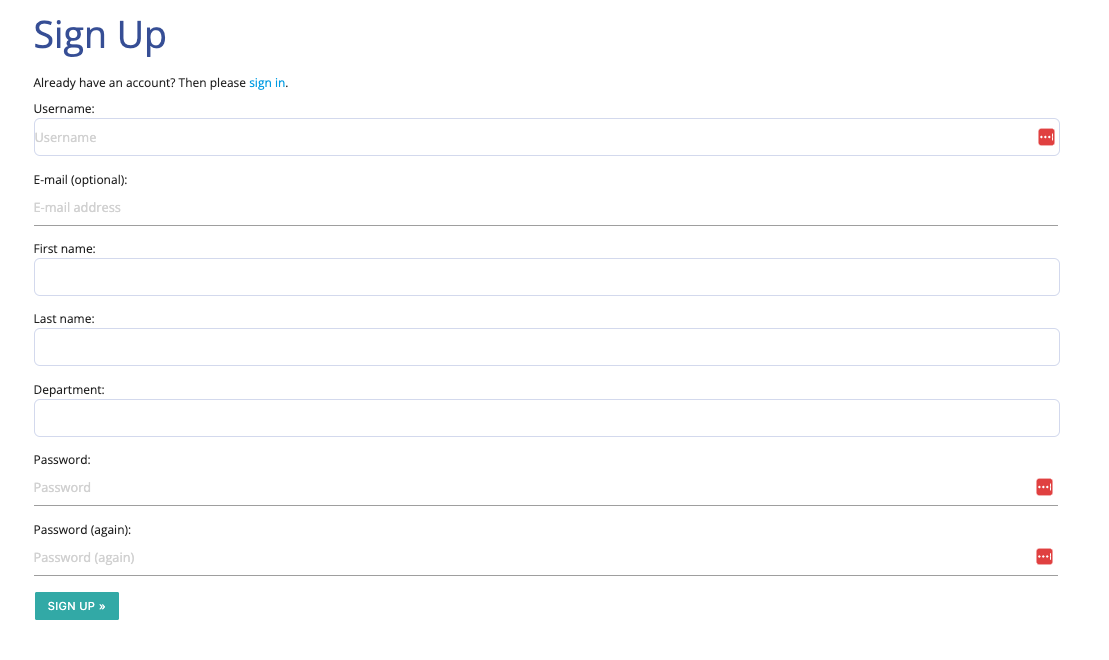 Sign Up
Already have an account? Then please sign in.
Username:
Username
E-mail (optional):
E-mail address
First name:
Last name:
Department:
Password:
Password
Password (again):
Password (again)
SIGN UP »